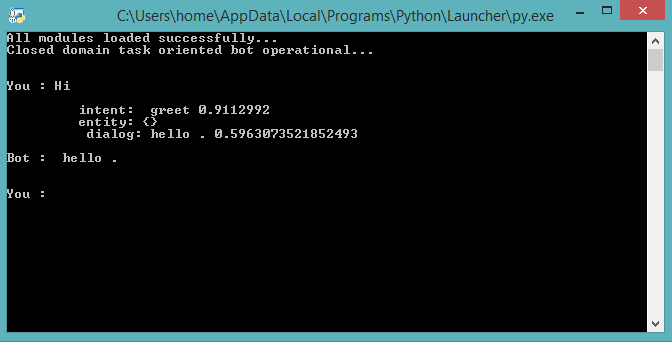 C:\Users\home\AppData\Local\Programs\Python\Launcher\py.exe
All modules loaded successfully...
Closed domain task oriented bot operational...
You : Hi
intent:  greet 0.9112992
entity: {}
dialog: hello . 0.5963073521852493
Bot :  hello .
You :